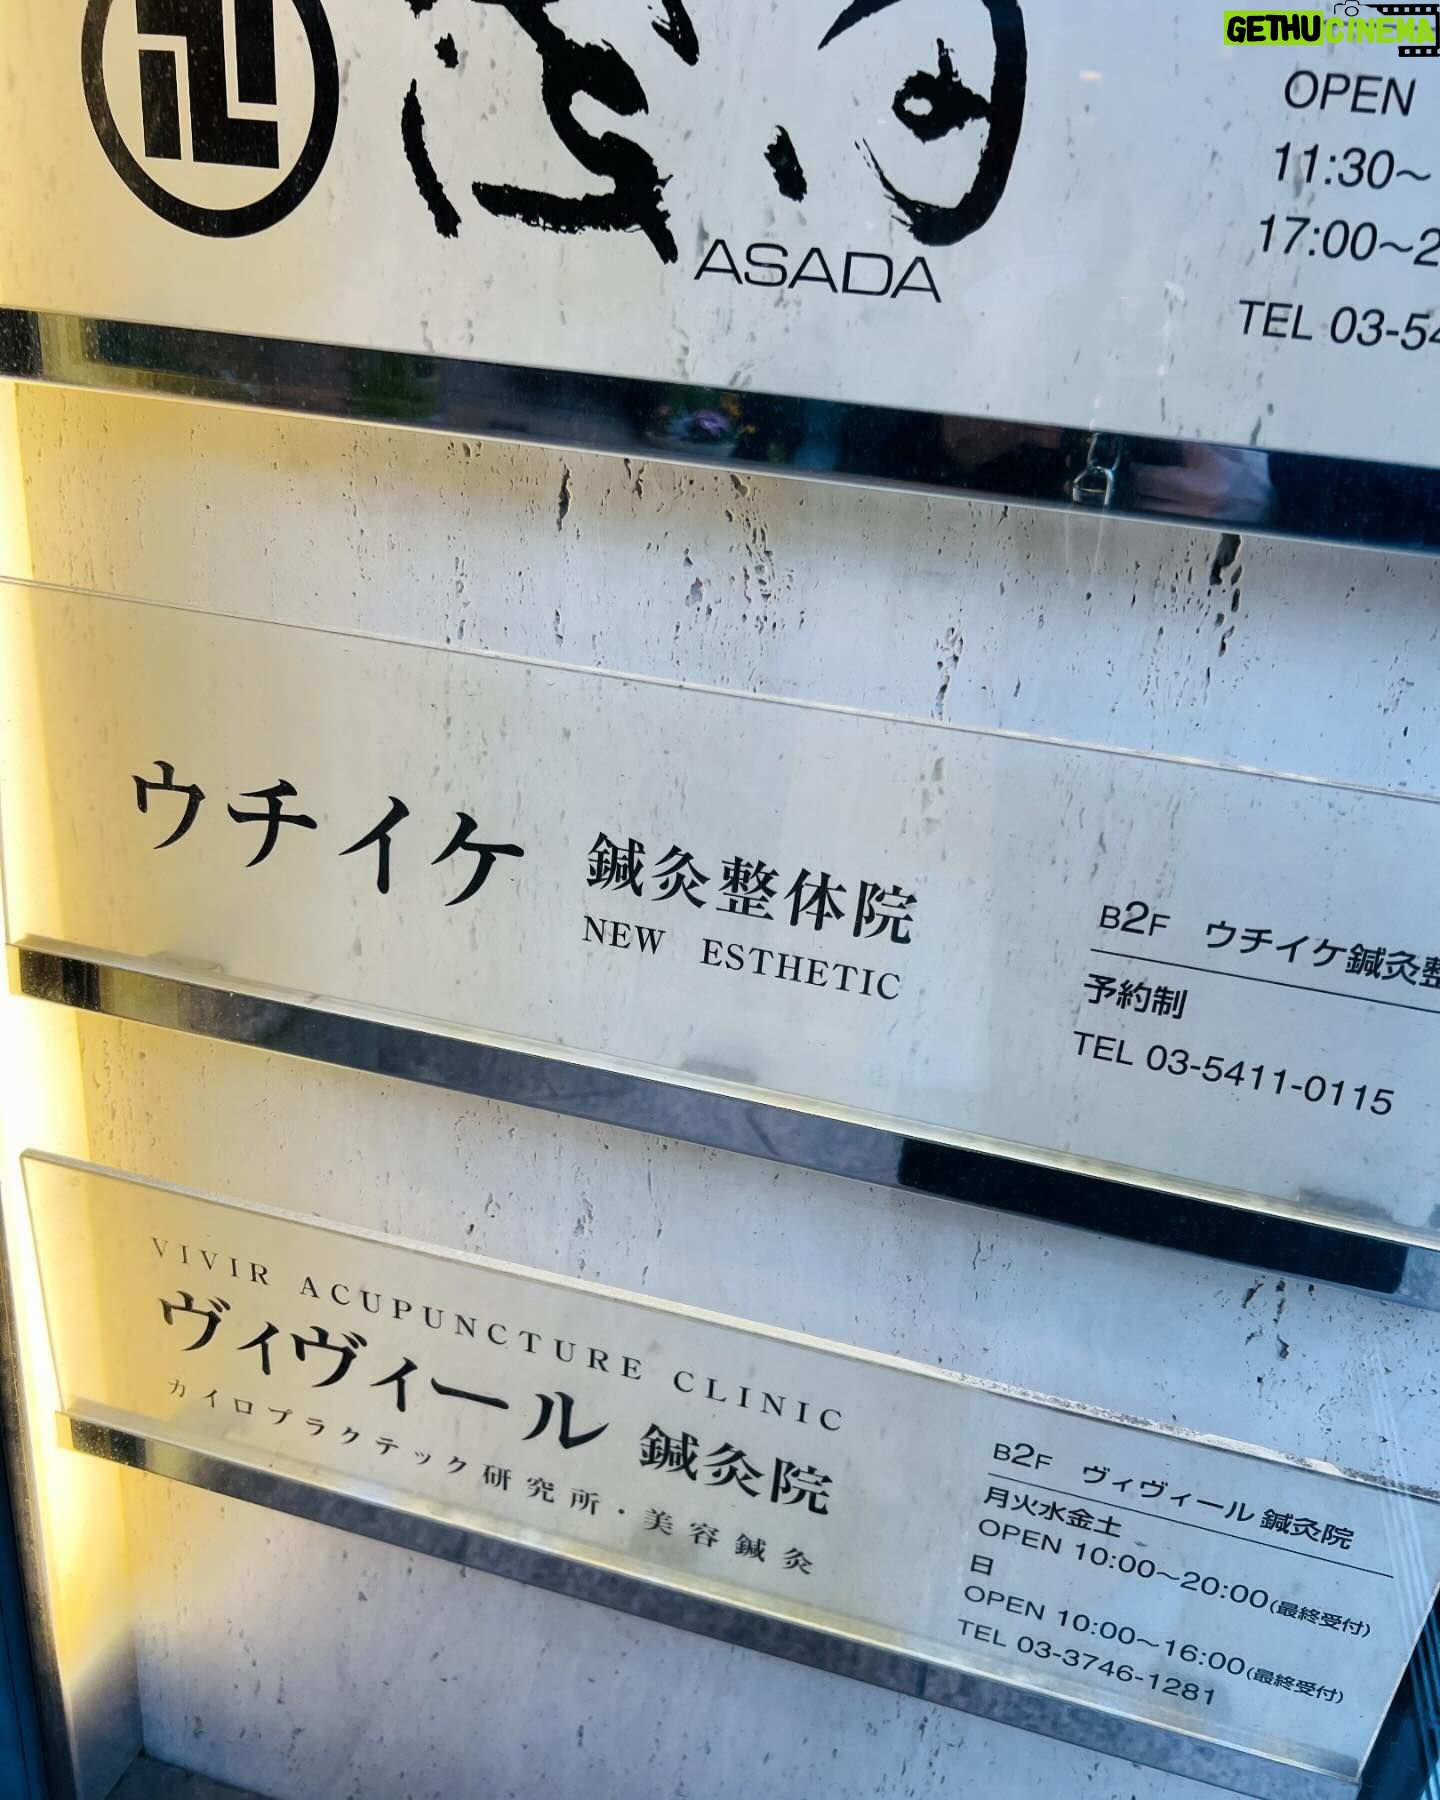 GETHUCINEMA
OPEN
11:30～
17:00～2
TEL 03-54
ASADA
ウチイケ 鍼灸整体院
NEW ESTHETIC
B2F ウチイケ鍼灸整
予約制
TEL 03-5411-0115
VIVIR ACUPUNCTURE CLINIC
ヴィヴィール 鍼灸院
カイロプラクテック研究所・美容鍼灸
B2F ヴィヴィール 鍼灸院
月火水金土
OPEN 10:00～20:00(最終受付)
日
OPEN 10:00～16:00(最終受付)
TEL 03-3746-1281